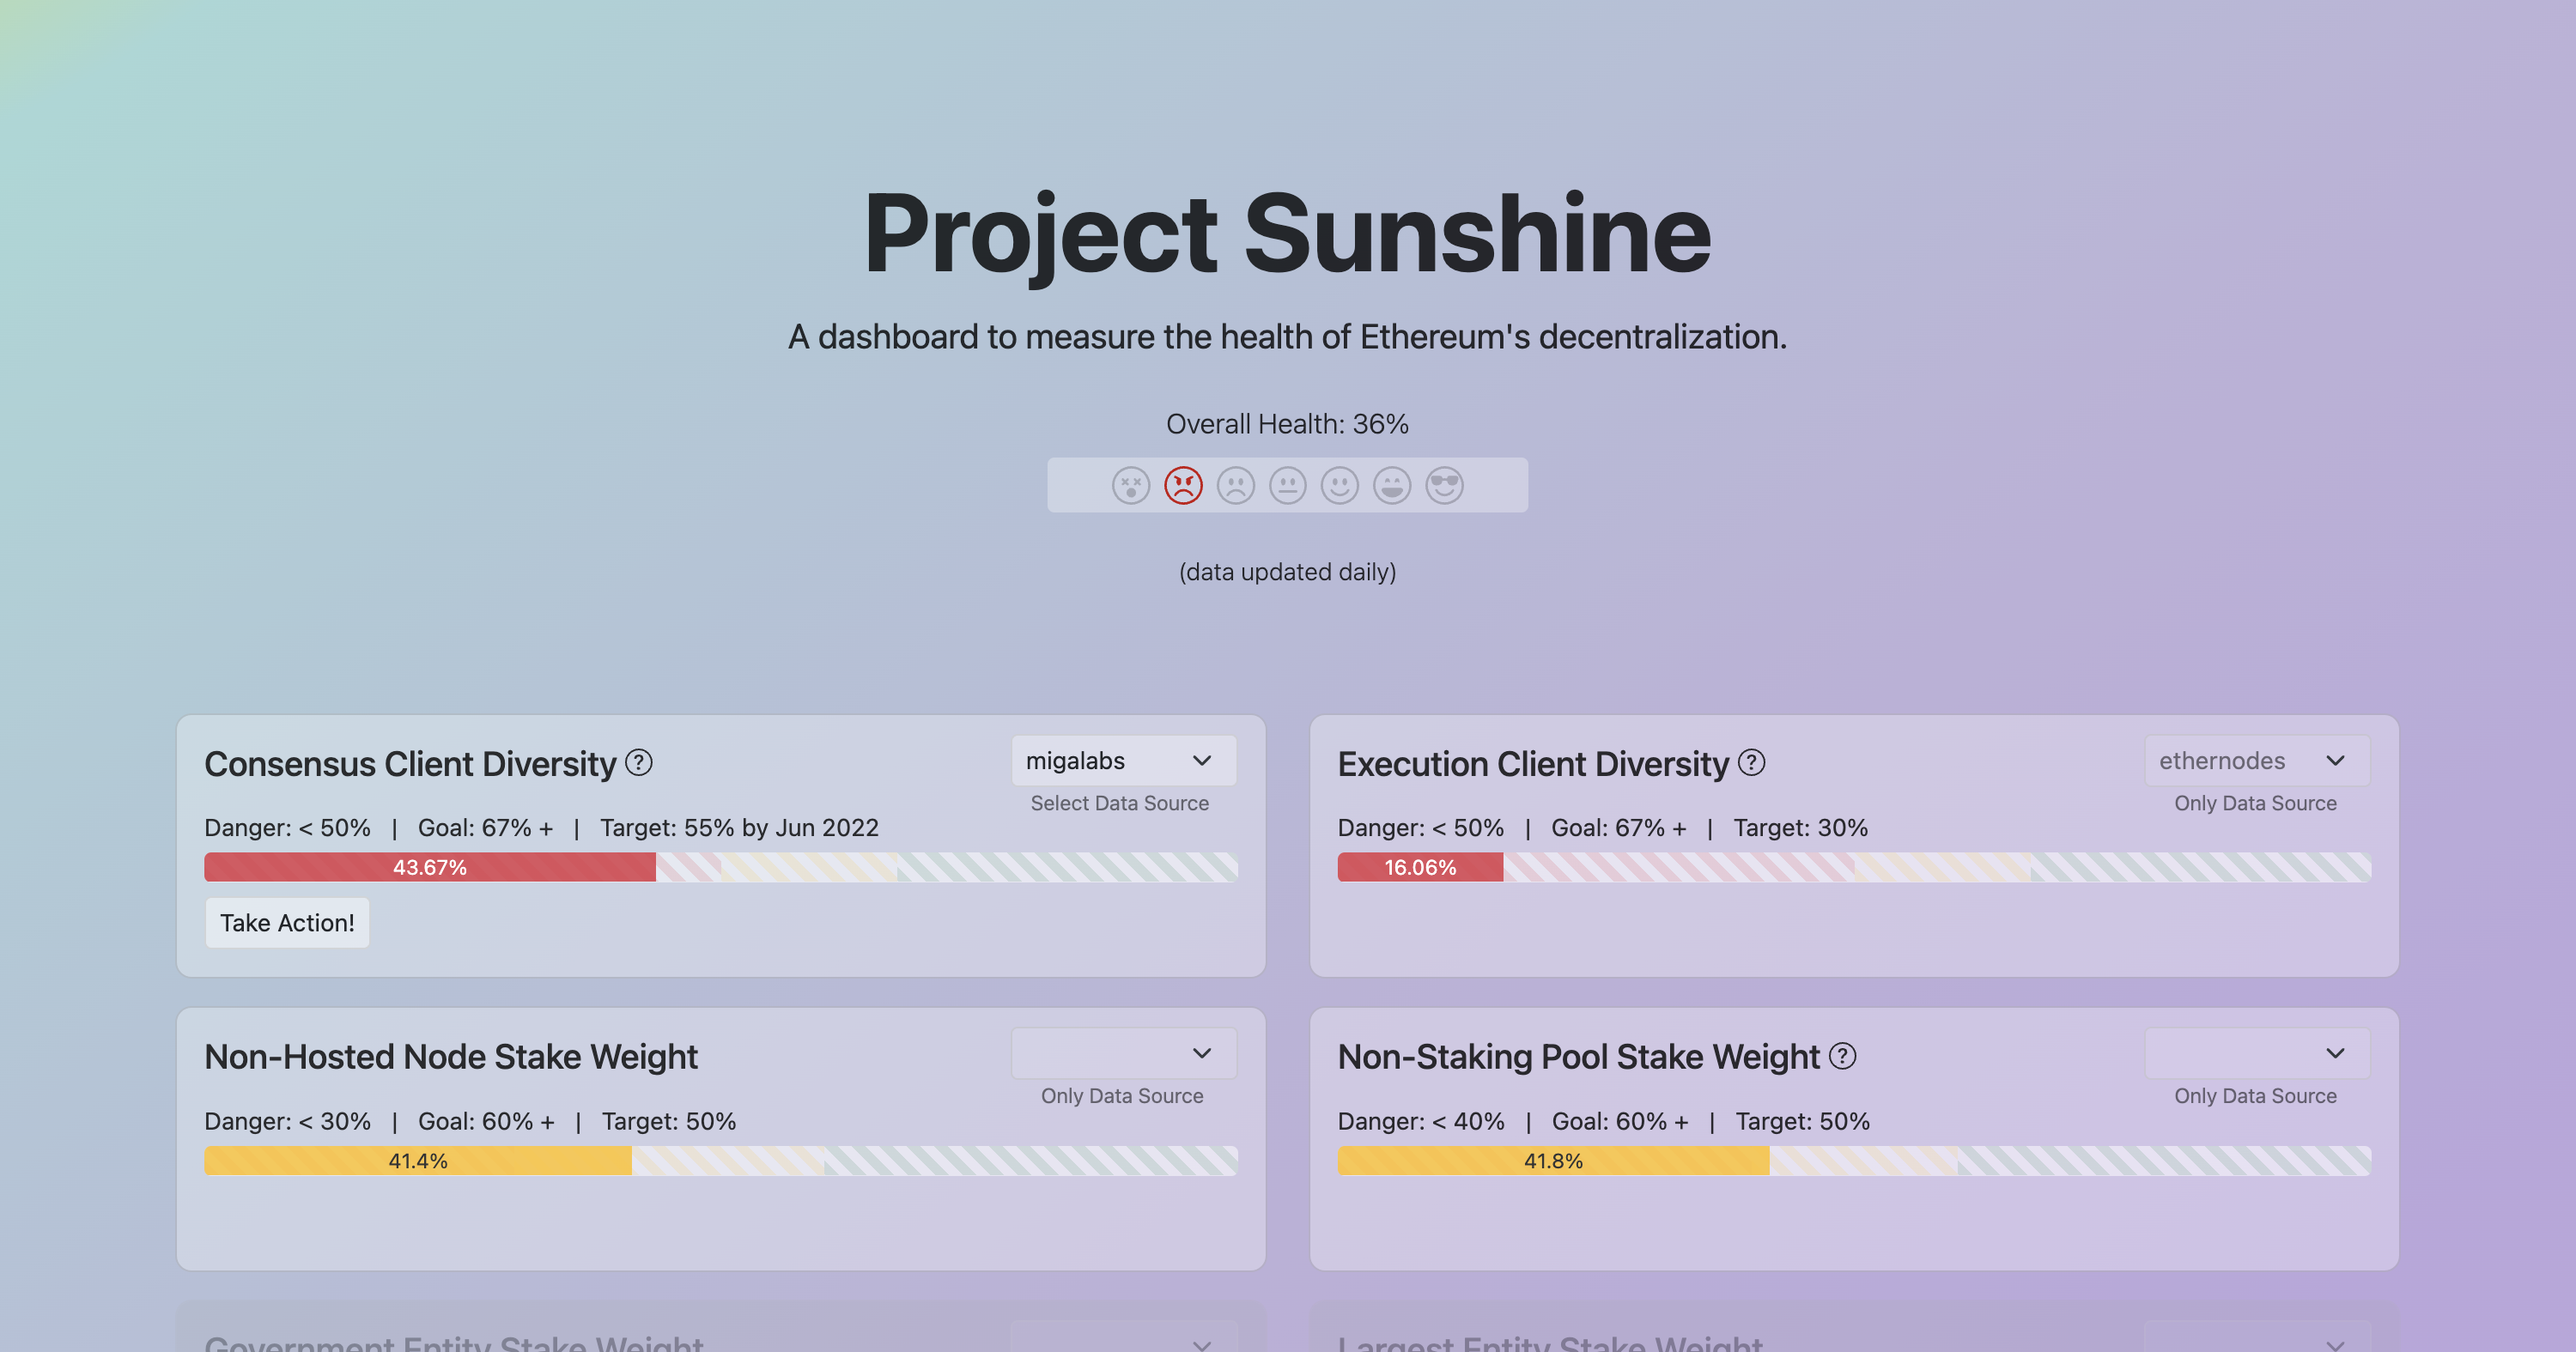 Project Sunshine
A dashboard to measure the health of Ethereum's decentralization.
Overall Health: 36%
(data updated daily)
Consensus Client Diversity
migalabs
Select Data Source
Danger: < 50% | Goal: 67% + | Target: 55% by Jun 2022
43.67%
Take Action!
Execution Client Diversity
ethernodes
Only Data Source
Danger: < 50% | Goal: 67% + | Target: 30%
16.06%
Non-Hosted Node Stake Weight
Only Data Source
Danger: < 30% | Goal: 60% + | Target: 50%
41.4%
Non-Staking Pool Stake Weight
Only Data Source
Danger: < 40% | Goal: 60% + | Target: 50%
41.8%
Government Entity Stake Weight
Largest Entity Stake Weight